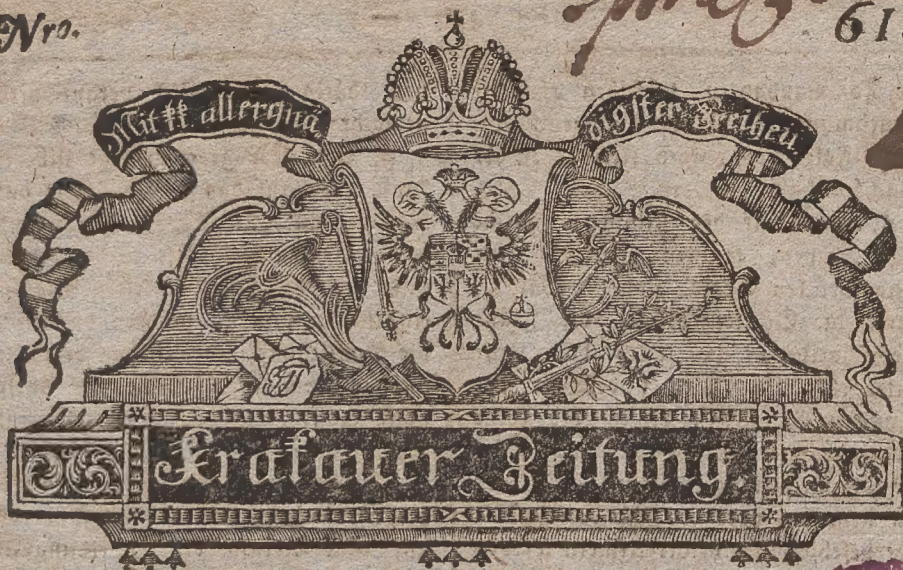 Nro. 61.
Mit kk allergnä,
digster Freiheit.
Krakauer Zeitung.